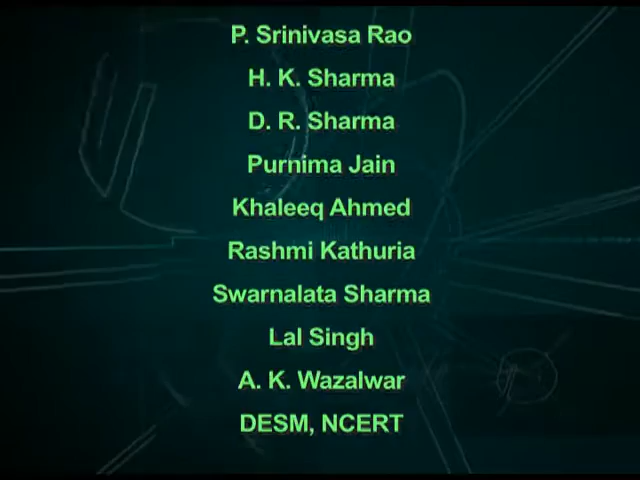 P. Srinivasa Rao
H. K. Sharma
D. R. Sharma
Purnima Jain
Khaleeq Ahmed
Rashmi Kathuria
Swarnalata Sharma
Lal Singh
A. K. Wazalwar
DESM, NCERT